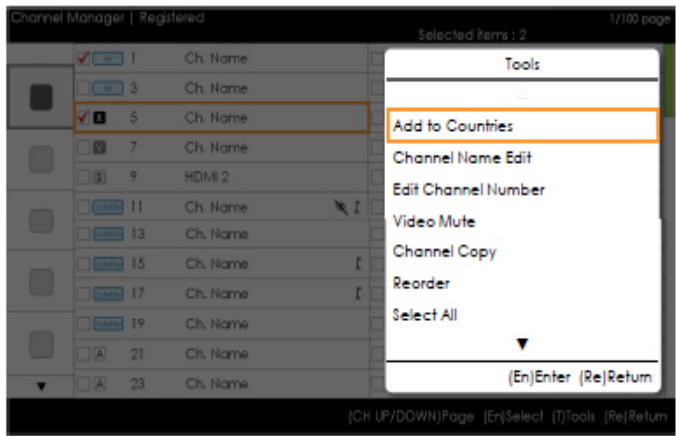 Channel Manager | Registered
1/100 page
Selected items : 2
AV 1 Ch. Name
AV 3 Ch. Name
X 5 Ch. Name
V 7 Ch. Name
S 9 HDMI 2
11 Ch. Name
13 Ch. Name
15 Ch. Name
17 Ch. Name
19 Ch. Name
A 21 Ch. Name
A 23 Ch. Name
Tools
Add to Countries
Channel Name Edit
Edit Channel Number
Video Mute
Channel Copy
Reorder
Select All
(En)Enter (Re)Return
(CH UP/DOWN)Page (En)Select (T)Tools (Re)Return